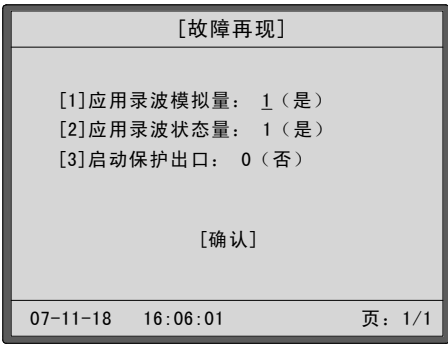 [故障再现]
[1]应用录波模拟量： 1（是）
[2]应用录波状态量： 1（是）
[3]启动保护出口： 0（否）
[确认]
07-11-18 16:06:01 页：1/1